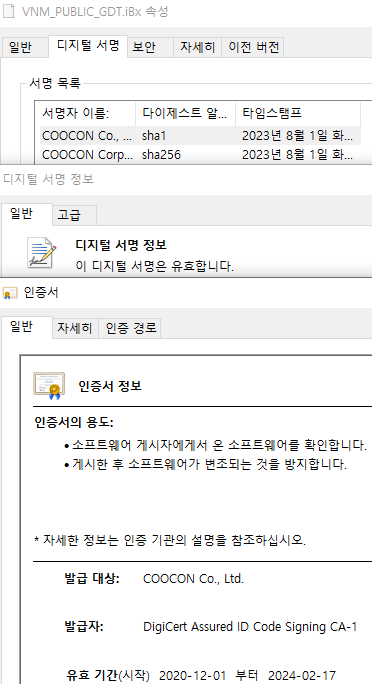 VNM_PUBLIC_GDT.iBx 속성
일반 디지털 서명 보안 자세히 이전 버전
서명 목록
서명자 이름: 다이제스트 알... 타임스탬프
COOCON Co., ... sha1 2023년 8월 1일 화...
COOCON Corp... sha256 2023년 8월 1일 화...
디지털 서명 정보
일반 고급
디지털 서명 정보
이 디지털 서명은 유효합니다.
인증서
일반 자세히 인증 경로
인증서 정보
인증서의 용도:
• 소프트웨어 게시자에게서 온 소프트웨어를 확인합니다.
• 게시한 후 소프트웨어가 변조되는 것을 방지합니다.
* 자세한 정보는 인증 기관의 설명을 참조하십시오.
발급 대상: COOCON Co., Ltd.
발급자: DigiCert Assured ID Code Signing CA-1
유효 기간(시작) 2020-12-01 부터 2024-02-17